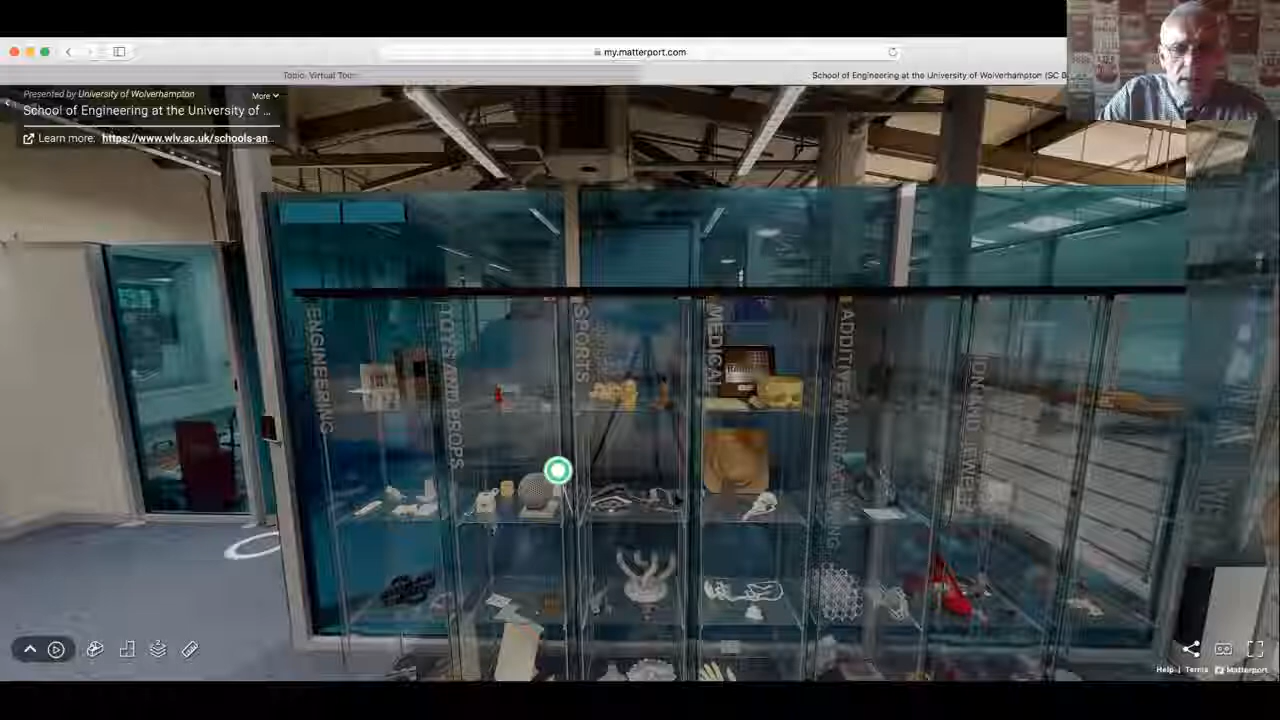 my.matterport.com
Topic: Virtual Tour
School of Engineering at the University of Wolverhampton (SC B
Presented by University of Wolverhampton
More
School of Engineering at the University of ...
Learn more: https://www.wlv.ac.uk/schools-an...
ENGINEERING
TOYS AND PROPS
SPORTS
MEDICAL
ADDITIVE MANUFACTURING
2
Help | Terms Matterport